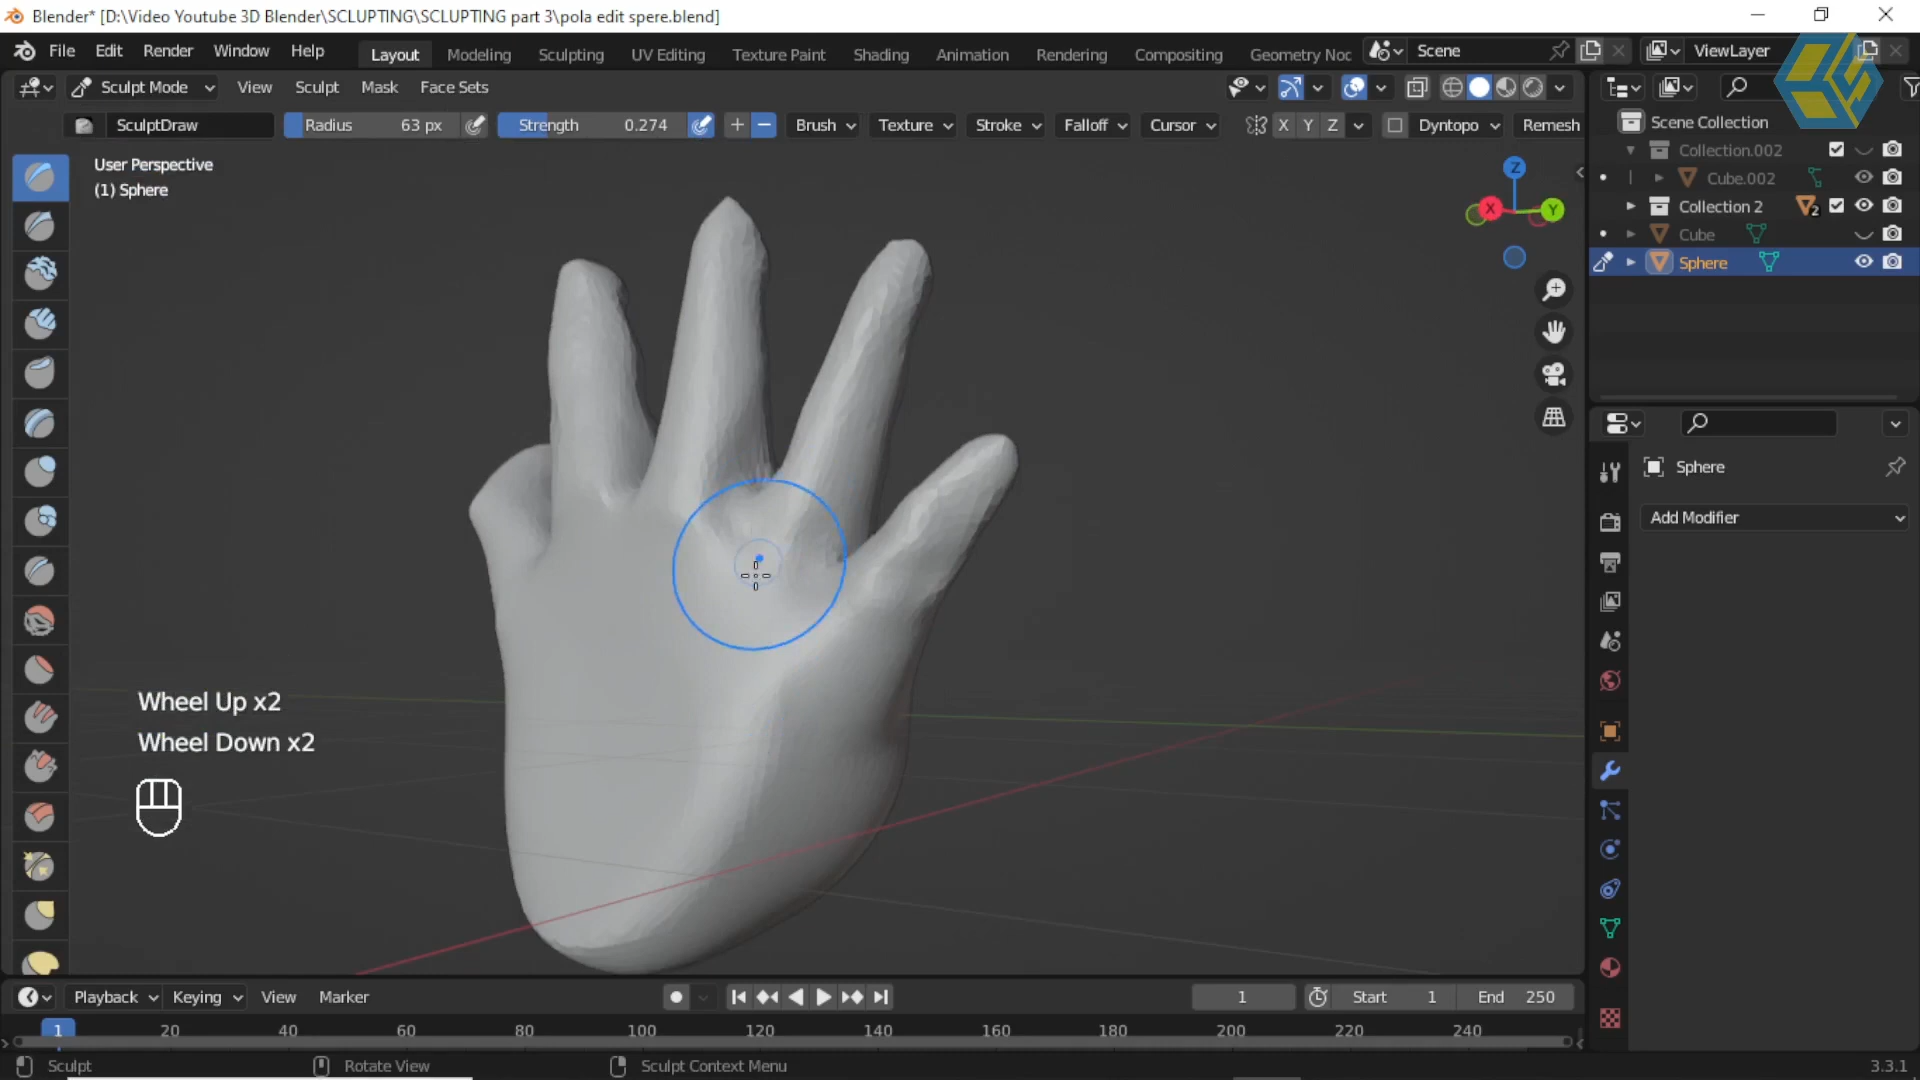 Blender* [D:\Video Youtube 3D Blender\SCLUPTING\SCLUPTING part 3\pola edit spere.blend]
File Edit Render Window Help Layout Modeling Sculpting UV Editing Texture Paint Shading Animation Rendering Compositing Geometry Noc Scene ViewLayer
Sculpt Mode View Sculpt Mask Face Sets
SculptDraw Radius 63 px Strength 0.274 Brush Texture Stroke Falloff Cursor X Y Z Dyntopo Remesh
Scene Collection
Collection.002
Cube.002
Collection 2 2
Cube
Sphere
User Perspective
(1) Sphere
Z
X
Y
Sphere
Add Modifier
Wheel Up x2
Wheel Down x2
Playback Keying View Marker 1 Start 1 End 250
1 20 40 60 80 100 120 140 160 180 200 220 240
Sculpt Rotate View Sculpt Context Menu 3.3.1